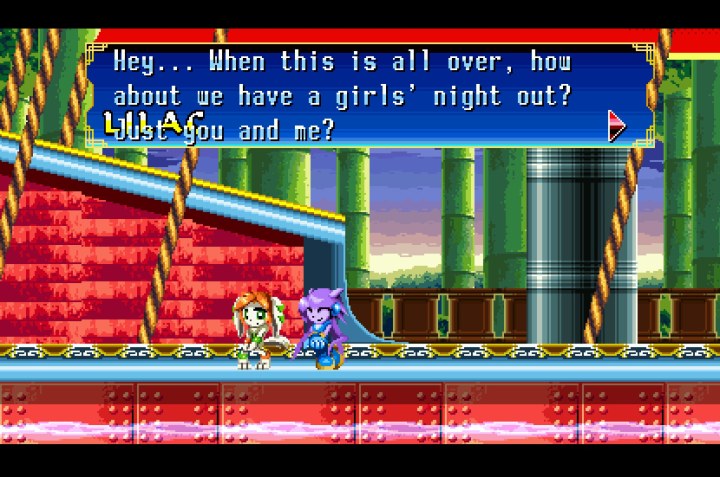 Hey... When this is all over, how
about we have a girls' night out?
LILAC
Just you and me?